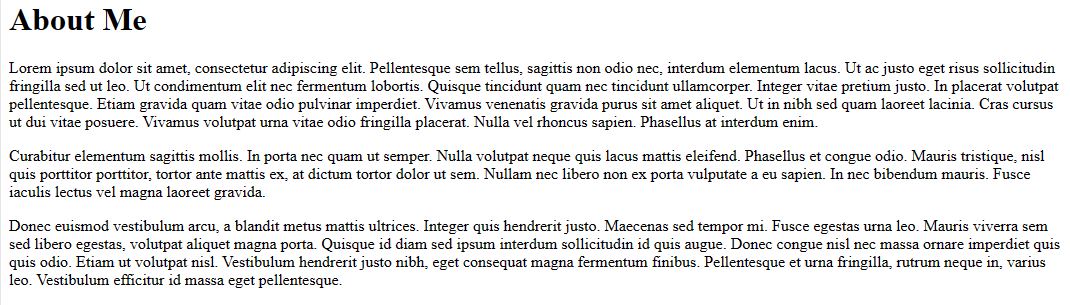 About Me
Lorem ipsum dolor sit amet, consectetur adipiscing elit. Pellentesque sem tellus, sagittis non odio nec, interdum elementum lacus. Ut ac justo eget risus sollicitudin
fringilla sed ut leo. Ut condimentum elit nec fermentum lobortis. Quisque tincidunt quam nec tincidunt ullamcorper. Integer vitae pretium justo. In placerat volutpat
pellentesque. Etiam gravida quam vitae odio pulvinar imperdiet. Vivamus venenatis gravida purus sit amet aliquet. Ut in nibh sed quam laoreet lacinia. Cras cursus
ut dui vitae posuere. Vivamus volutpat urna vitae odio fringilla placerat. Nulla vel rhoncus sapien. Phasellus at interdum enim.
Curabitur elementum sagittis mollis. In porta nec quam ut semper. Nulla volutpat neque quis lacus mattis eleifend. Phasellus et congue odio. Mauris tristique, nisl
quis porttitor porttitor, tortor ante mattis ex, at dictum tortor dolor ut sem. Nullam nec libero non ex porta vulputate a eu sapien. In nec bibendum mauris. Fusce
iaculis lectus vel magna laoreet gravida.
Donec euismod vestibulum arcu, a blandit metus mattis ultrices. Integer quis hendrerit justo. Maecenas sed tempor mi. Fusce egestas urna leo. Mauris viverra sem
sed libero egestas, volutpat aliquet magna porta. Quisque id diam sed ipsum interdum sollicitudin id quis augue. Donec congue nisl nec massa ornare imperdiet quis
quis odio. Etiam ut volutpat nisl. Vestibulum hendrerit justo nibh, eget consequat magna fermentum finibus. Pellentesque et urna fringilla, rutrum neque in, varius
leo. Vestibulum efficitur id massa eget pellentesque.